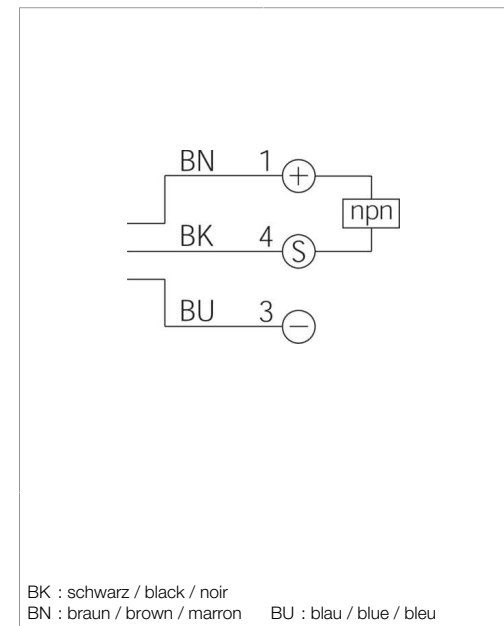 BN 1 +
npn
BK 4 S
BU 3 −
BK : schwarz / black / noir
BN : braun / brown / marron BU : blau / blue / bleu